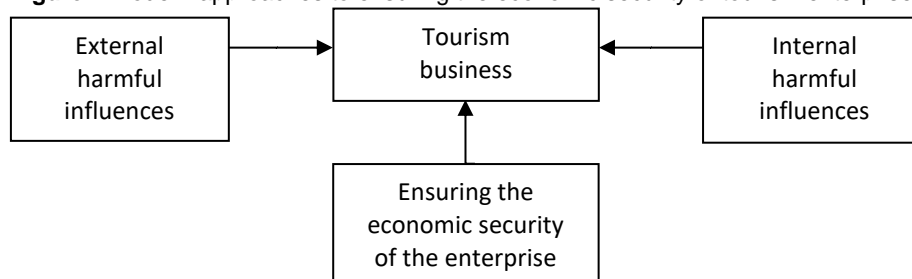 External
harmful
influences
Tourism
business
Internal
harmful
influences
Ensuring the
economic security
of the enterprise